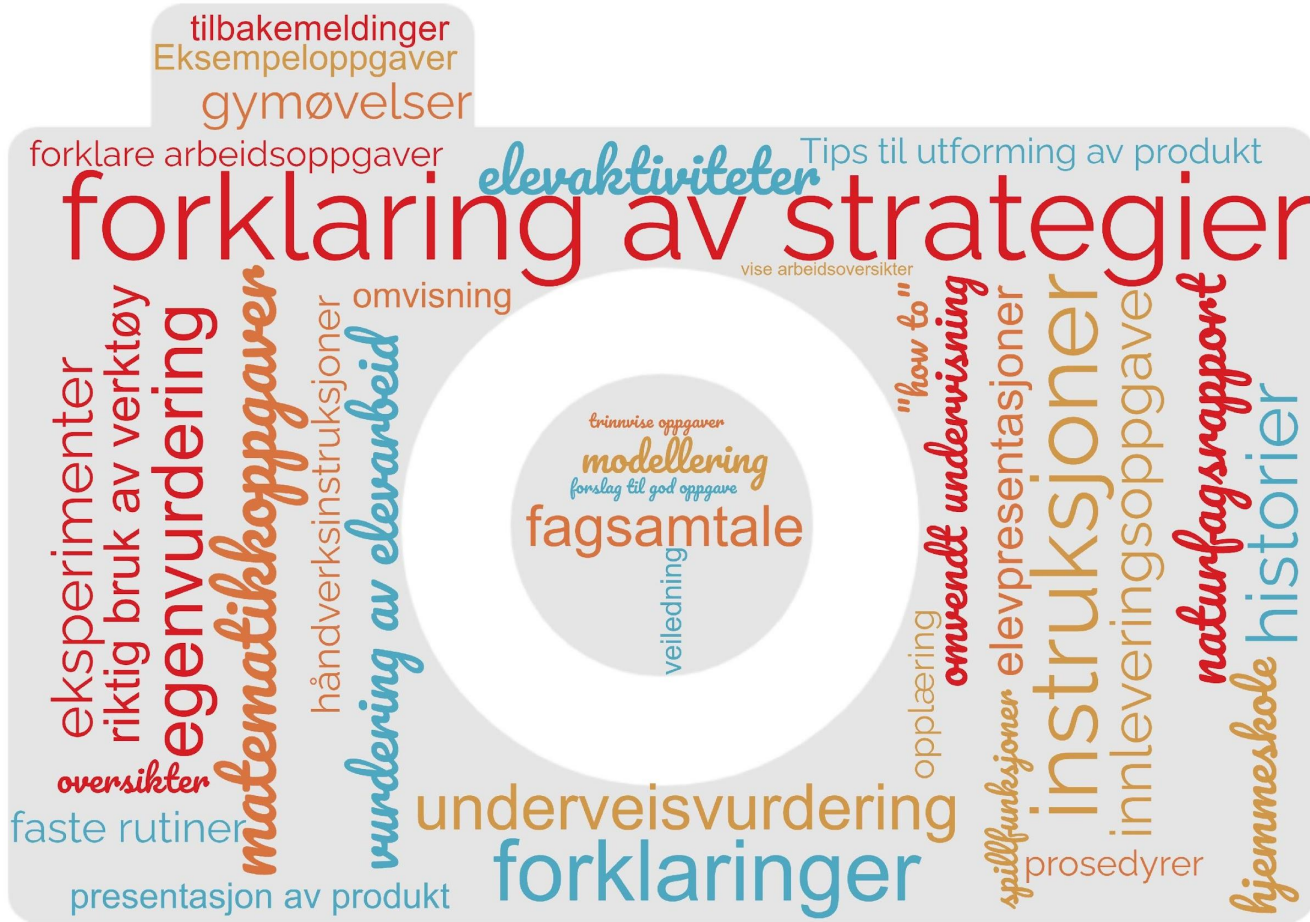 tilbakemeldinger
Eksempeloppgaver
gymøvelser
forklare arbeidsoppgaver
elevaktiviteter
Tips til utforming av produkt
forklaring av strategier
vise arbeidsoversikter
omvisning
eksperimenter
riktig bruk av verktøy
egenvurdering
matematikkoppgaver
håndverksinstruksjoner
vurdering av elevarbeid
trinnvise oppgaver
modellering
forslag til god oppgave
fagsamtale
veiledning
"how to"
omvendt undervisning
elevpresentasjoner
instruksjoner
innleveringsoppgave
naturfagsrapport
historier
opplæring
spillfunksjoner
hjemmeskole
oversikter
faste rutiner
underveisvurdering
forklaringer
prosedyrer
presentasjon av produkt